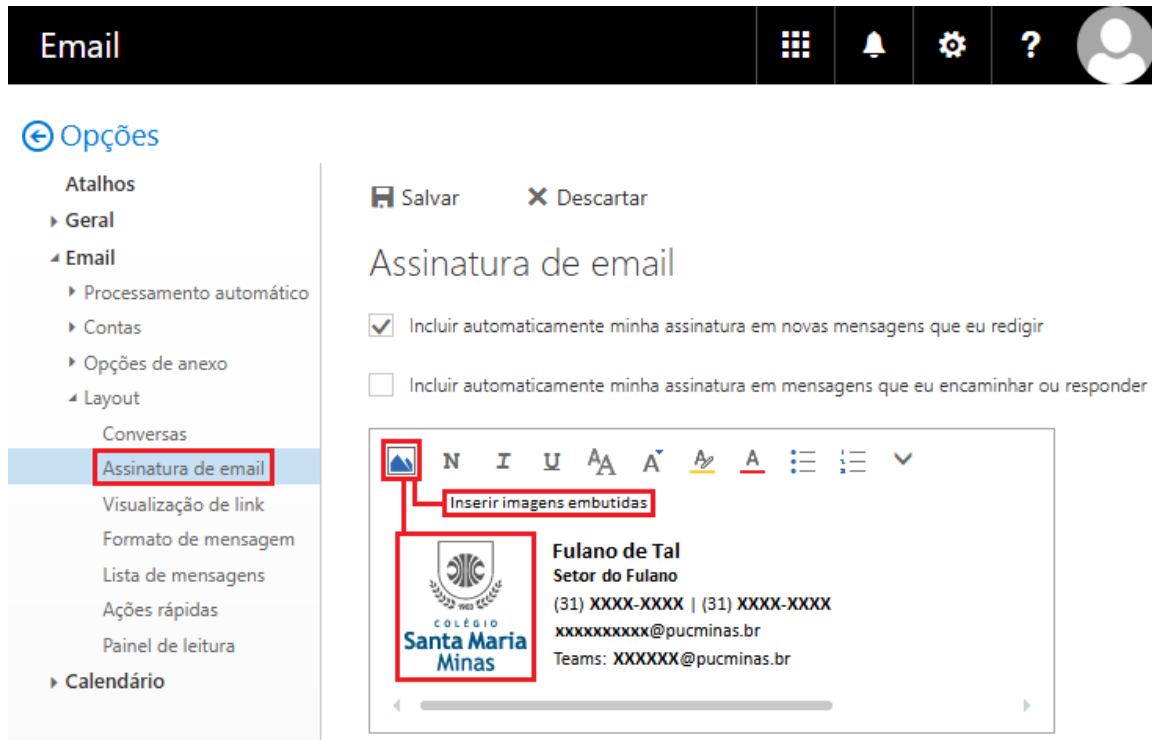 Email
?
Opções
Atalhos
Geral
Email
Processamento automático
Contas
Opções de anexo
Layout
Conversas
Assinatura de email
Visualização de link
Formato de mensagem
Lista de mensagens
Ações rápidas
Painel de leitura
Calendário
Salvar Descartar
Assinatura de email
Incluir automaticamente minha assinatura em novas mensagens que eu redigir
Incluir automaticamente minha assinatura em mensagens que eu encaminhar ou responder
N I U AA A A A
Inserir imagens embutidas
1903
COLÉGIO
Santa Maria
Minas
Fulano de Tal
Setor do Fulano
(31) XXXX-XXXX | (31) XXXX-XXXX
xxxxxxxxxx@pucminas.br
Teams: XXXXXX@pucminas.br